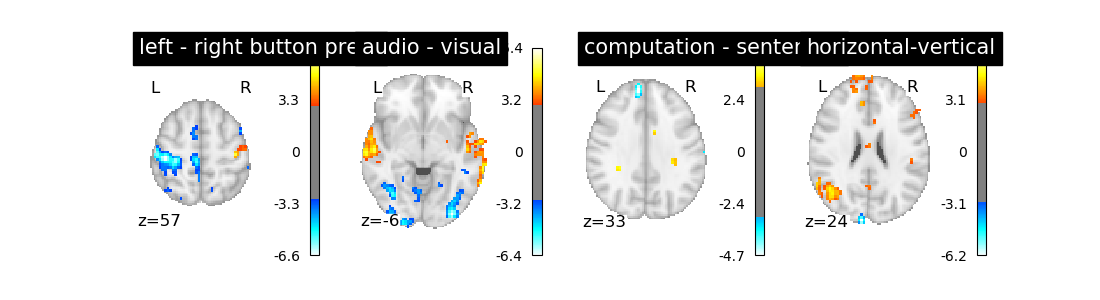 left - right button pre
audio - visual
computation - senten
horizontal-vertical
L R
3.3
0
-3.3
-6.6
z=57
L R
.4
3.2
0
-3.2
-6.4
z=-6
L R
2.4
0
-2.4
-4.7
z=33
L R
3.1
0
-3.1
-6.2
z=24